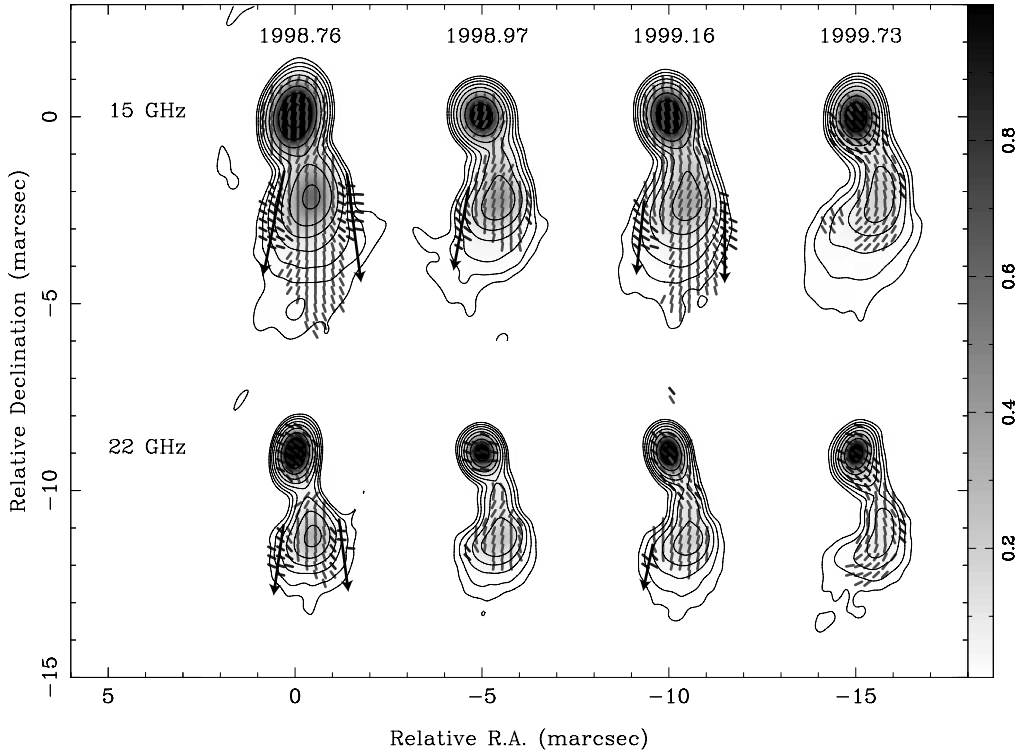 1998.76 1998.97 1999.16 1999.73
15 GHz
22 GHz
0
−5
−10
−15
Relative Declination (marcsec)
5 0 −5 −10 −15
Relative R.A. (marcsec)
0.8
0.6
0.4
0.2